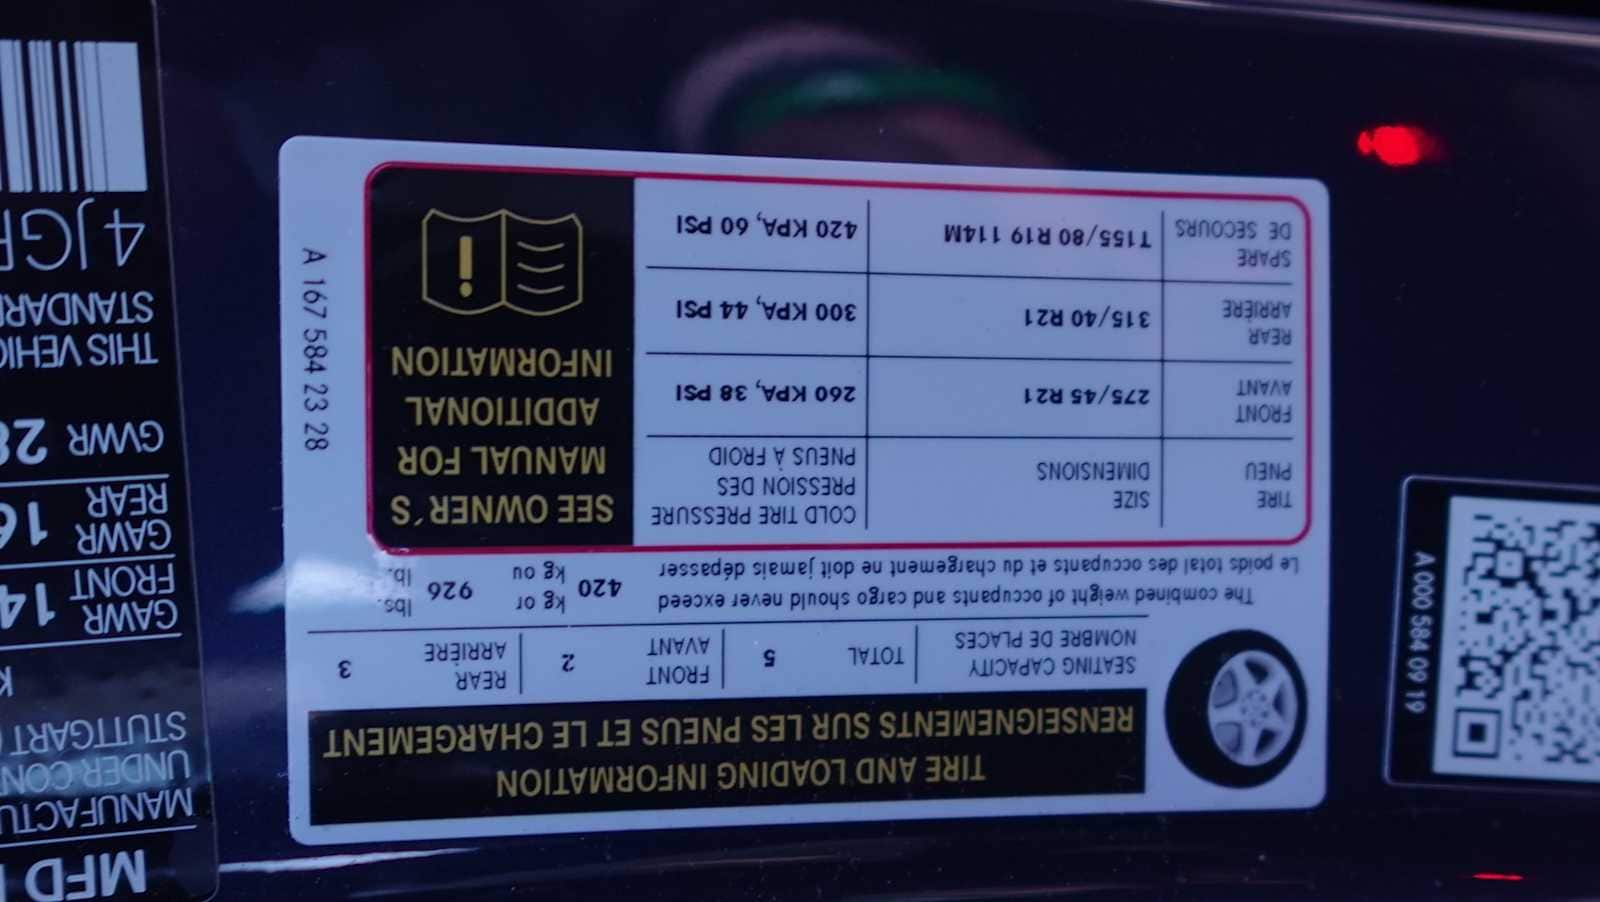 TIRE AND LOADING INFORMATION
RENSEIGNEMENTS SUR LES PNEUS ET LE CHARGEMENT
SEATING CAPACITY
NOMBRE DE PLACES
TOTAL 5
FRONT
AVANT 2
REAR
ARRIÈRE 3
The combined weight of occupants and cargo should never exceed 420 kg or 926 lbs.
Le poids total des occupants et du chargement ne doit jamais dépasser kg ou lb.
TIRE
PNEU
SIZE
DIMENSIONS
COLD TIRE PRESSURE
PRESSION DES
PNEUS À FROID
FRONT
AVANT
275/45 R21
260 KPA, 38 PSI
REAR
ARRIÈRE
315/40 R21
300 KPA, 44 PSI
SPARE
DE SECOURS
T155/80 R19 114M
420 KPA, 60 PSI
SEE OWNER'S
MANUAL FOR
ADDITIONAL
INFORMATION
A 167 584 23 28
MFD
UNDER
STUTTGART
GAWR
FRONT
GAWR
REAR
GVWR
THIS
A 000 584 09 19